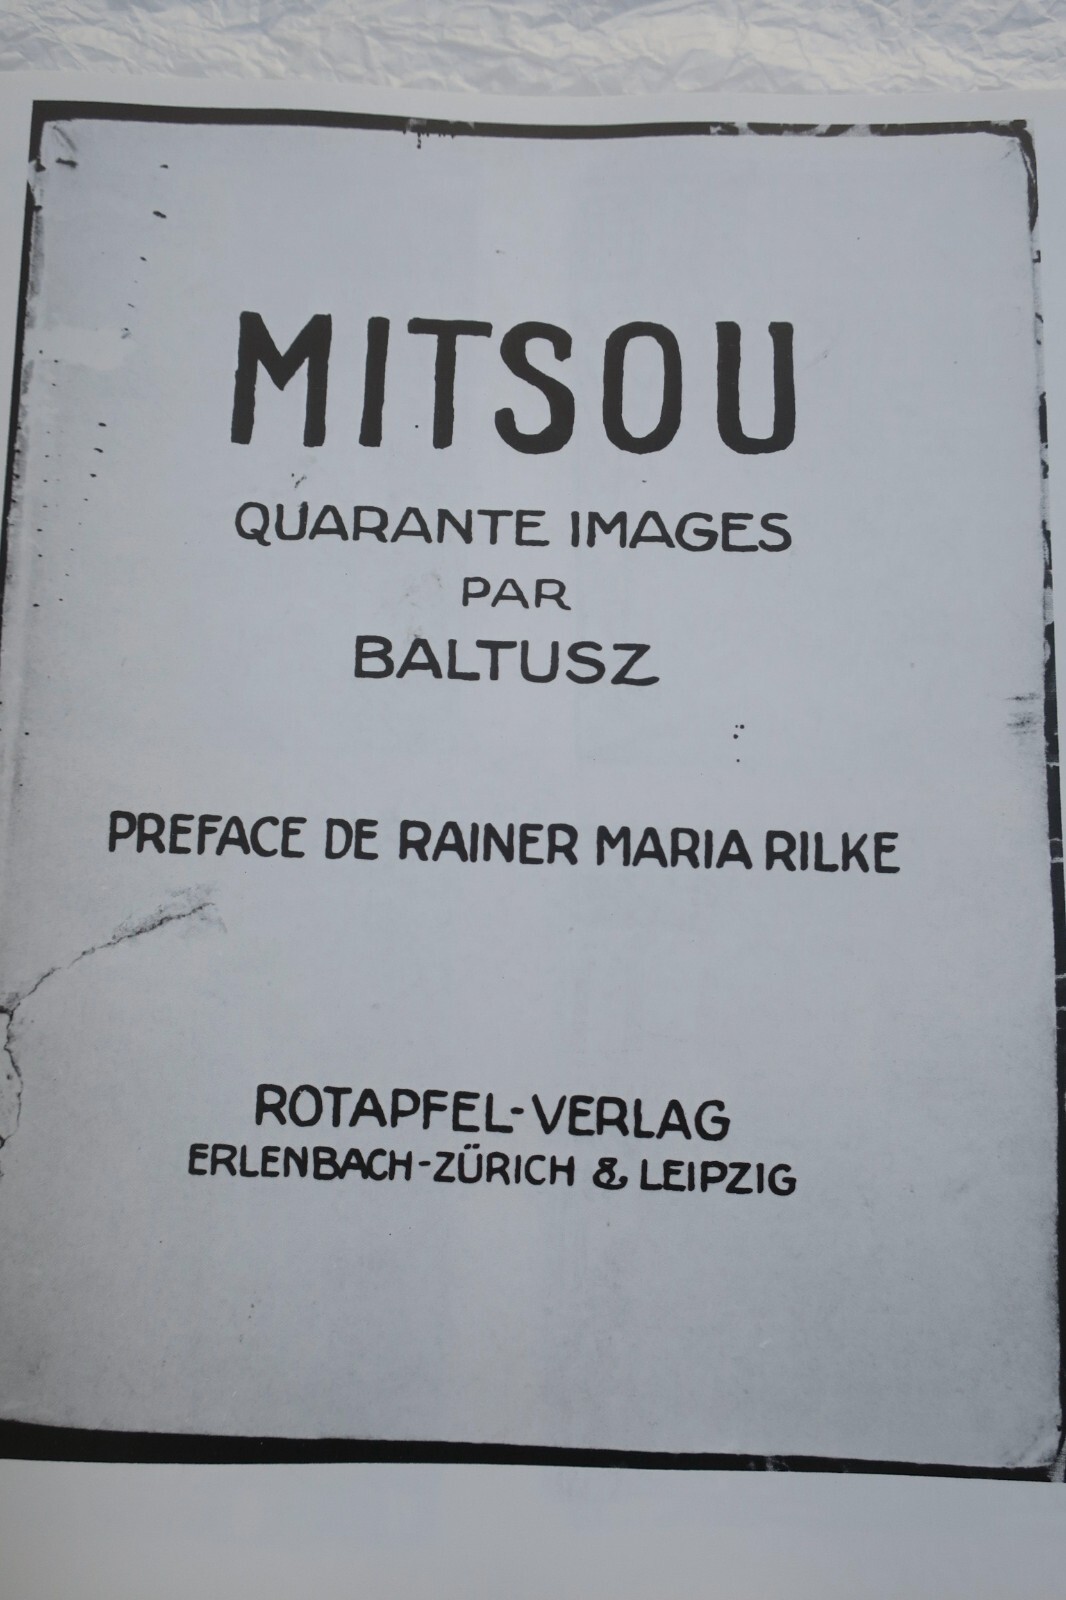 MITSOU
QUARANTE IMAGES
PAR
BALTUSZ
PREFACE DE RAINER MARIA RILKE
ROTAPFEL-VERLAG
ERLENBACH-ZÜRICH & LEIPZIG